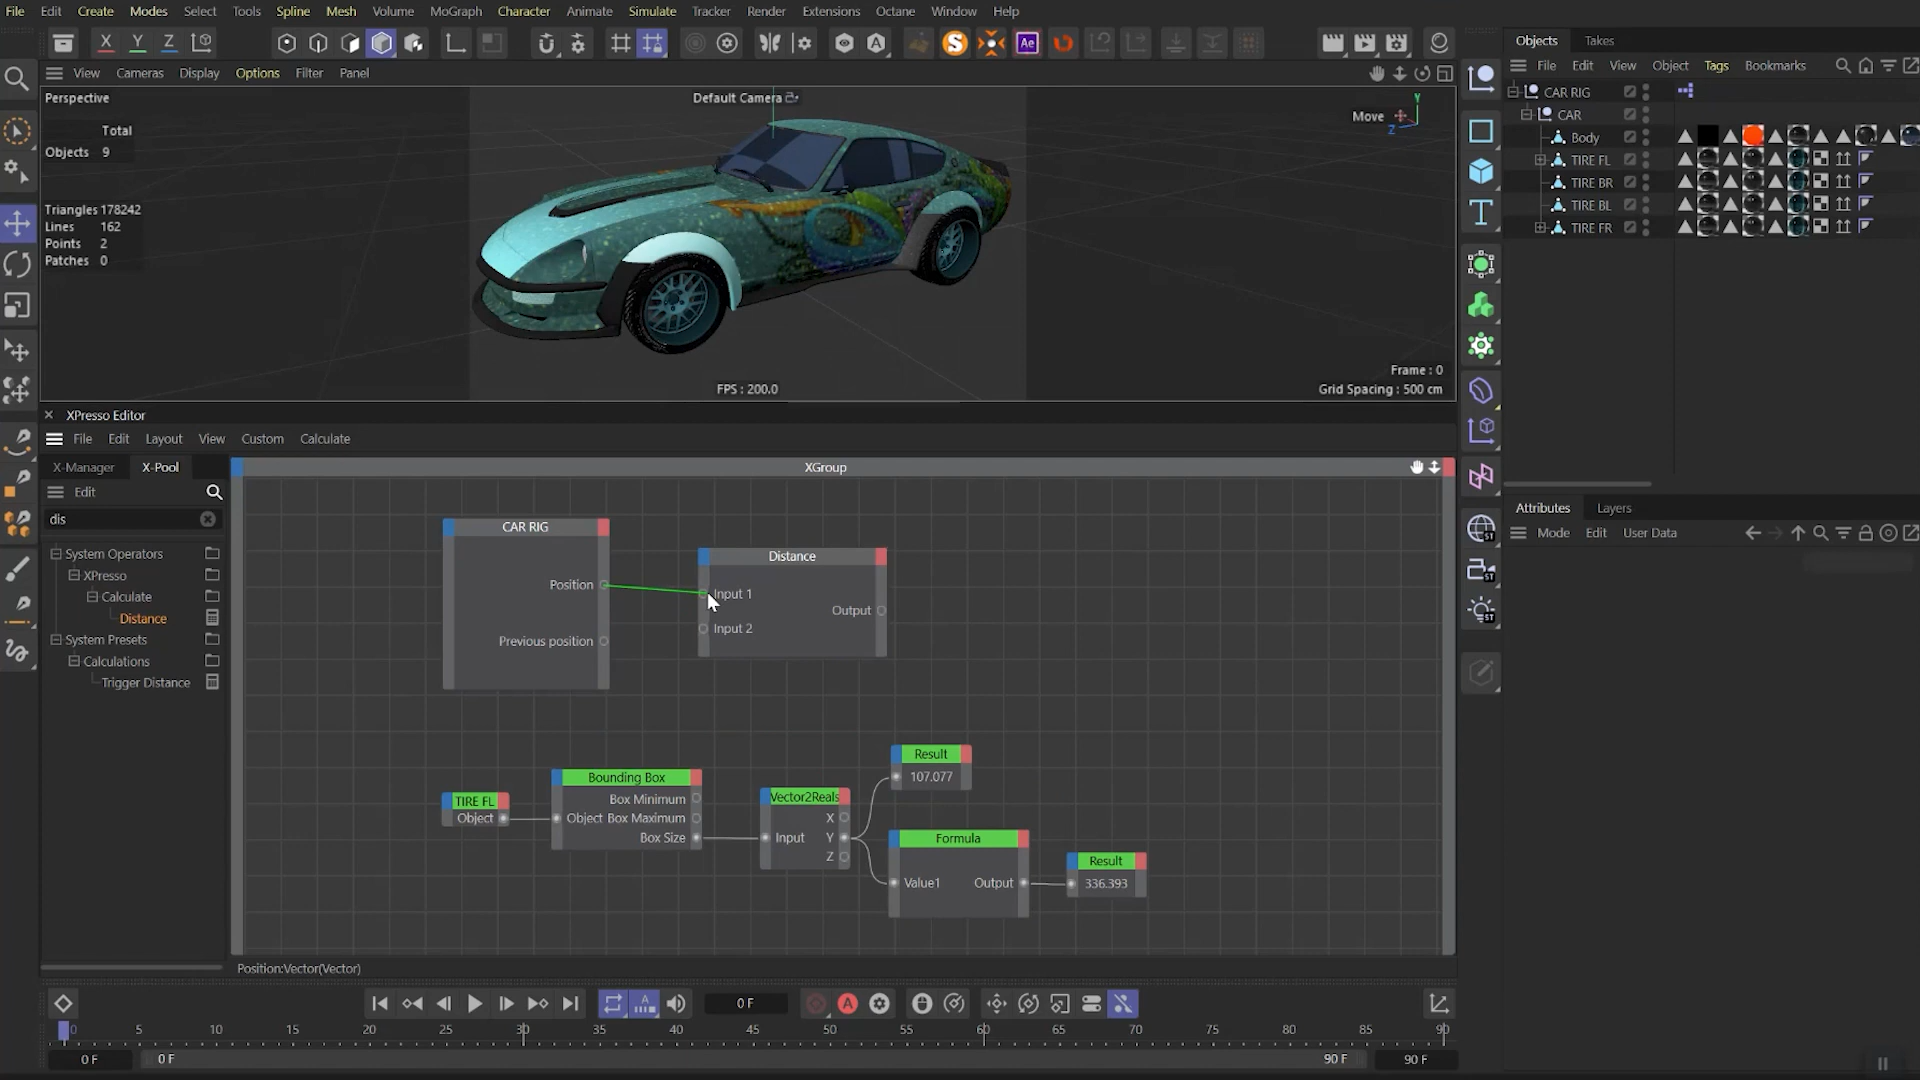 File Edit Create Modes Select Tools Spline Mesh Volume MoGraph Character Animate Simulate Tracker Render Extensions Octane Window Help
X Y Z
A
S
Ae
Objects Takes
File Edit View Object Tags Bookmarks
CAR RIG
CAR
Body
TIRE FL
TIRE BR
TIRE BL
TIRE FR
View Cameras Display Options Filter Panel
Perspective
Default Camera
Total
Objects 9
Move
Y
Z
Triangles 178242
Lines 162
Points 2
Patches 0
FPS : 200.0
Frame : 0
Grid Spacing : 500 cm
T
ST
ST
ST
XPresso Editor
File Edit Layout View Custom Calculate
X-Manager X-Pool
Edit
dis
System Operators
XPresso
Calculate
Distance
System Presets
Calculations
Trigger Distance
XGroup
CAR RIG
Position
Previous position
Distance
Input 1
Output
Input 2
TIRE FL
Object
Bounding Box
Box Minimum
Object Box Maximum
Box Size
Vector2Reals
X
Input Y
Z
Result
107.077
Formula
Value1 Output
Result
336.393
Position:Vector(Vector)
Attributes Layers
Mode Edit User Data
A
0 F
A
0 5 10 15 20 25 30 35 40 45 50 55 60 65 70 75 80 85 90
0 F 0 F 90 F 90 F